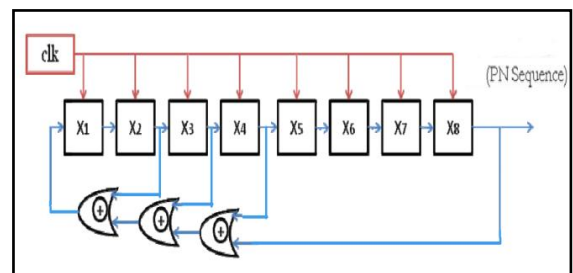 clk
(PN Sequence)
X1 X2 X3 X4 X5 X6 X7 X8
+
+
+